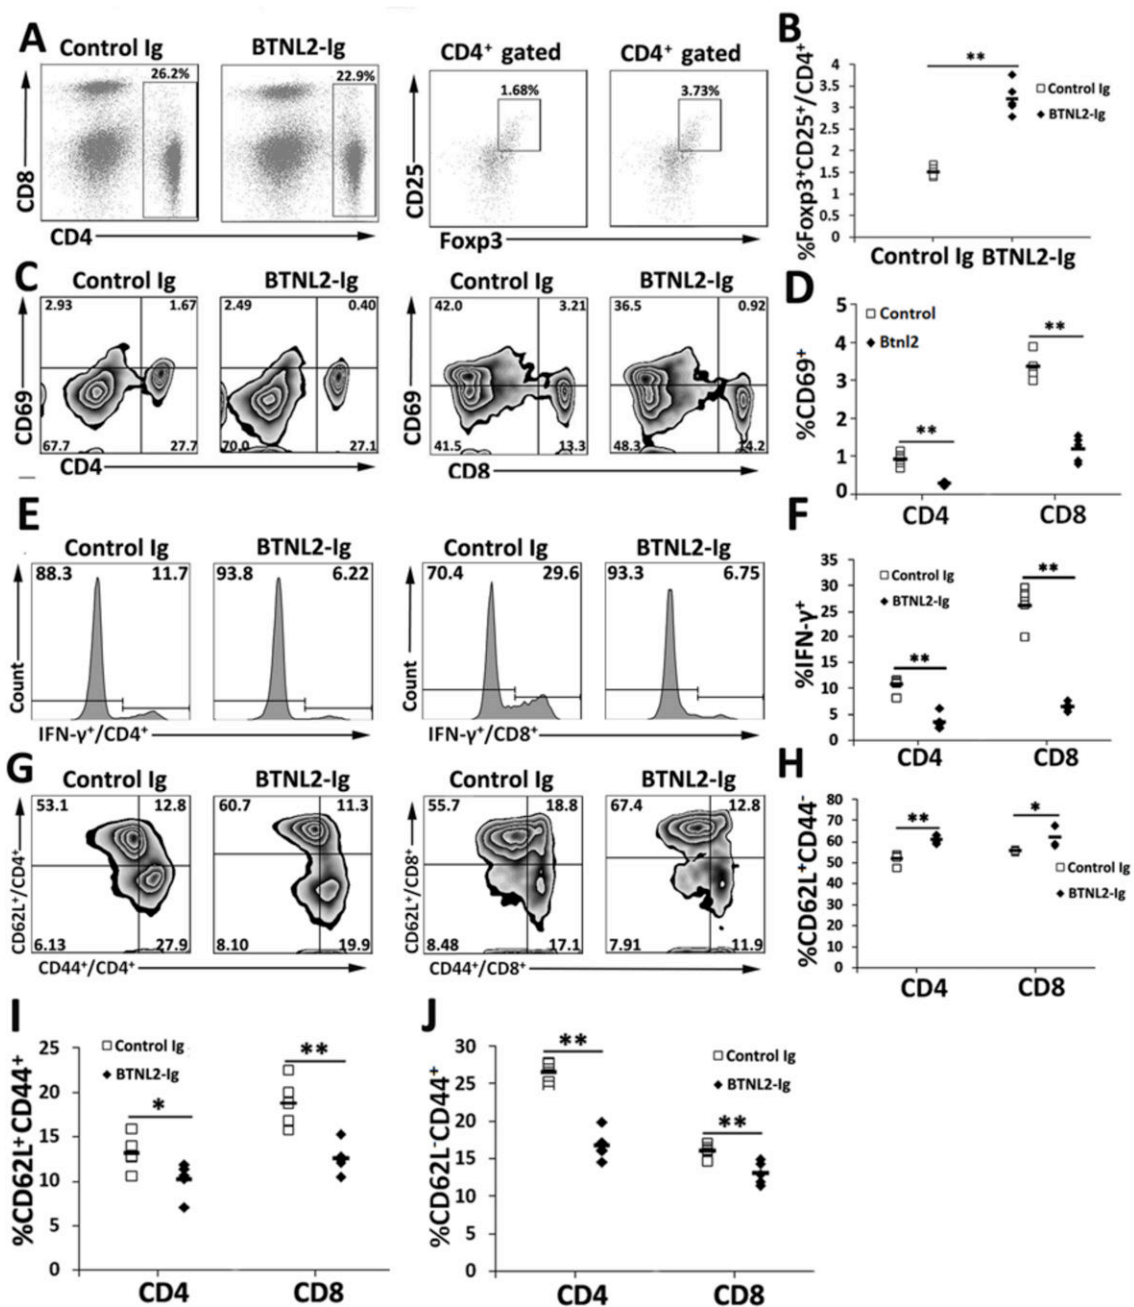 A
Control Ig
BTNL2-Ig
CD4⁺ gated
CD4⁺ gated
26.2%
22.9%
1.68%
3.73%
CD8
CD4
CD25
Foxp3
B
%Foxp3⁺CD25⁺/CD4⁺
4
3.5
3
2.5
2
1.5
1
0.5
0
**
Control Ig
BTNL2-Ig
Control Ig BTNL2-Ig
C
Control Ig
BTNL2-Ig
Control Ig
BTNL2-Ig
2.93 1.67
67.7 27.7
2.49 0.40
70.0 27.1
42.0 3.21
41.5 13.3
36.5 0.92
48.3 14.2
CD69
CD4
CD69
CD8
D
%CD69⁺
5
4
3
2
1
0
Control
Btnl2
**
**
CD4 CD8
E
Control Ig
BTNL2-Ig
Control Ig
BTNL2-Ig
88.3 11.7
93.8 6.22
70.4 29.6
93.3 6.75
Count
IFN-γ⁺/CD4⁺
Count
IFN-γ⁺/CD8⁺
F
%IFN-γ⁺
35
30
25
20
15
10
5
0
Control Ig
BTNL2-Ig
**
**
CD4 CD8
G
Control Ig
BTNL2-Ig
Control Ig
BTNL2-Ig
53.1 12.8
6.13 27.9
60.7 11.3
8.10 19.9
55.7 18.8
8.48 17.1
67.4 12.8
7.91 11.9
CD62L⁺/CD4⁺
CD44⁺/CD4⁺
CD62L⁺/CD8⁺
CD44⁺/CD8⁺
H
%CD62L⁺CD44⁻
80
70
60
50
40
30
20
10
0
**
*
Control Ig
BTNL2-Ig
CD4 CD8
I
%CD62L⁺CD44⁺
25
20
15
10
5
0
Control Ig
BTNL2-Ig
*
**
CD4 CD8
J
%CD62L⁻CD44⁺
30
25
20
15
10
5
0
**
**
Control Ig
BTNL2-Ig
CD4 CD8